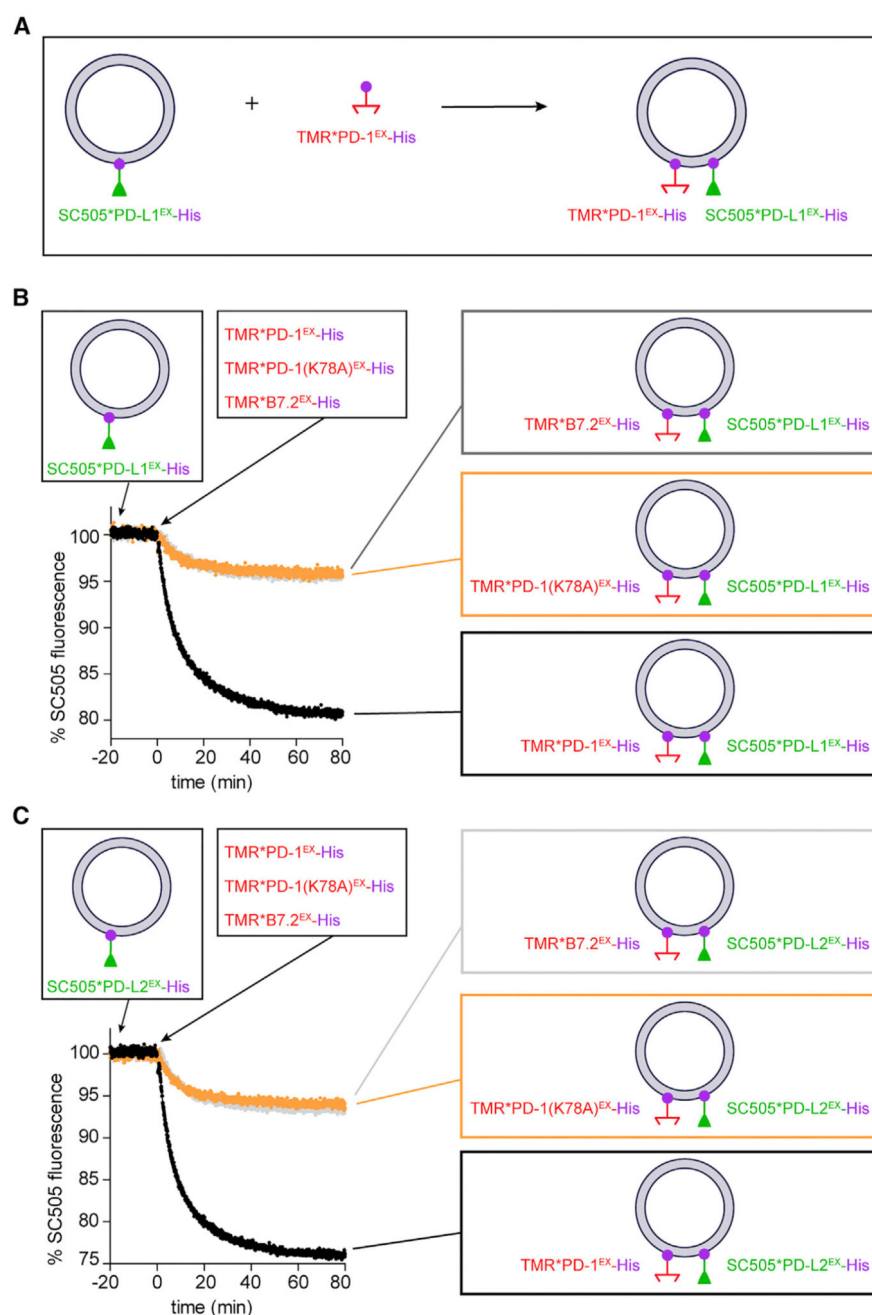 A
+
TMR*PD-1EX-His
SC505*PD-L1EX-His
TMR*PD-1EX-His SC505*PD-L1EX-His
B
TMR*PD-1EX-His
TMR*PD-1(K78A)EX-His
TMR*B7.2EX-His
SC505*PD-L1EX-His
% SC505 fluorescence
100
95
90
85
80
-20 0 20 40 60 80
time (min)
TMR*B7.2EX-His SC505*PD-L1EX-His
TMR*PD-1(K78A)EX-His SC505*PD-L1EX-His
TMR*PD-1EX-His SC505*PD-L1EX-His
C
TMR*PD-1EX-His
TMR*PD-1(K78A)EX-His
TMR*B7.2EX-His
SC505*PD-L2EX-His
% SC505 fluorescence
100
95
90
85
80
75
-20 0 20 40 60 80
time (min)
TMR*B7.2EX-His SC505*PD-L2EX-His
TMR*PD-1(K78A)EX-His SC505*PD-L2EX-His
TMR*PD-1EX-His SC505*PD-L2EX-His